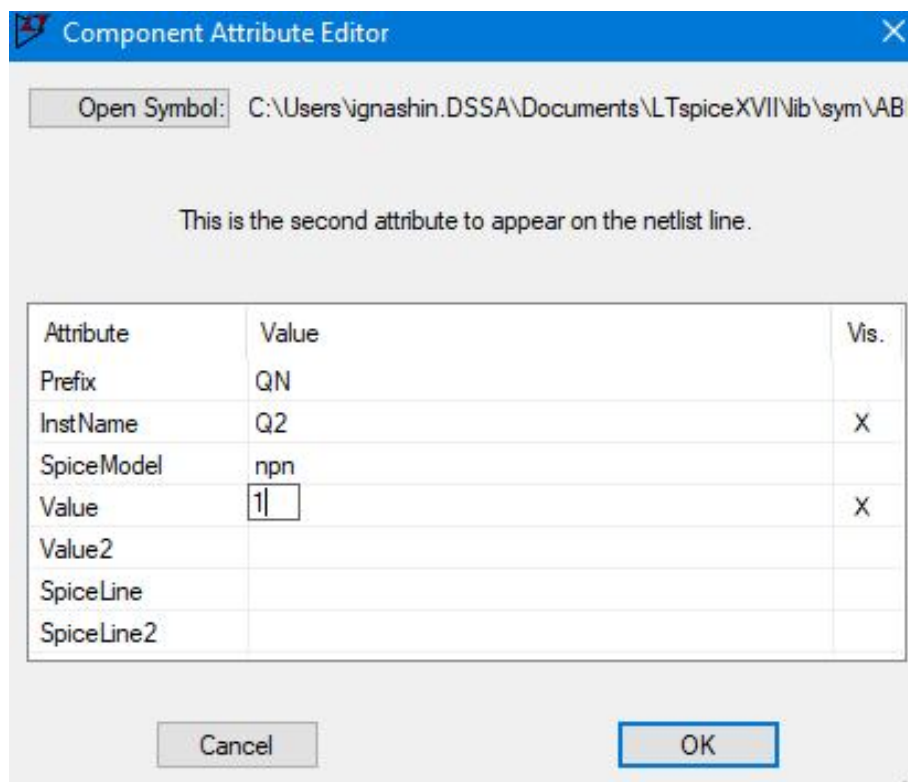 Component Attribute Editor
Open Symbol: C:\Users\ignashin.DSSA\Documents\LTspiceXVII\lib\sym\AB
This is the second attribute to appear on the netlist line.
Attribute Value Vis.
Prefix QN
InstName Q2 X
SpiceModel npn
Value 1 X
Value2
SpiceLine
SpiceLine2
Cancel OK